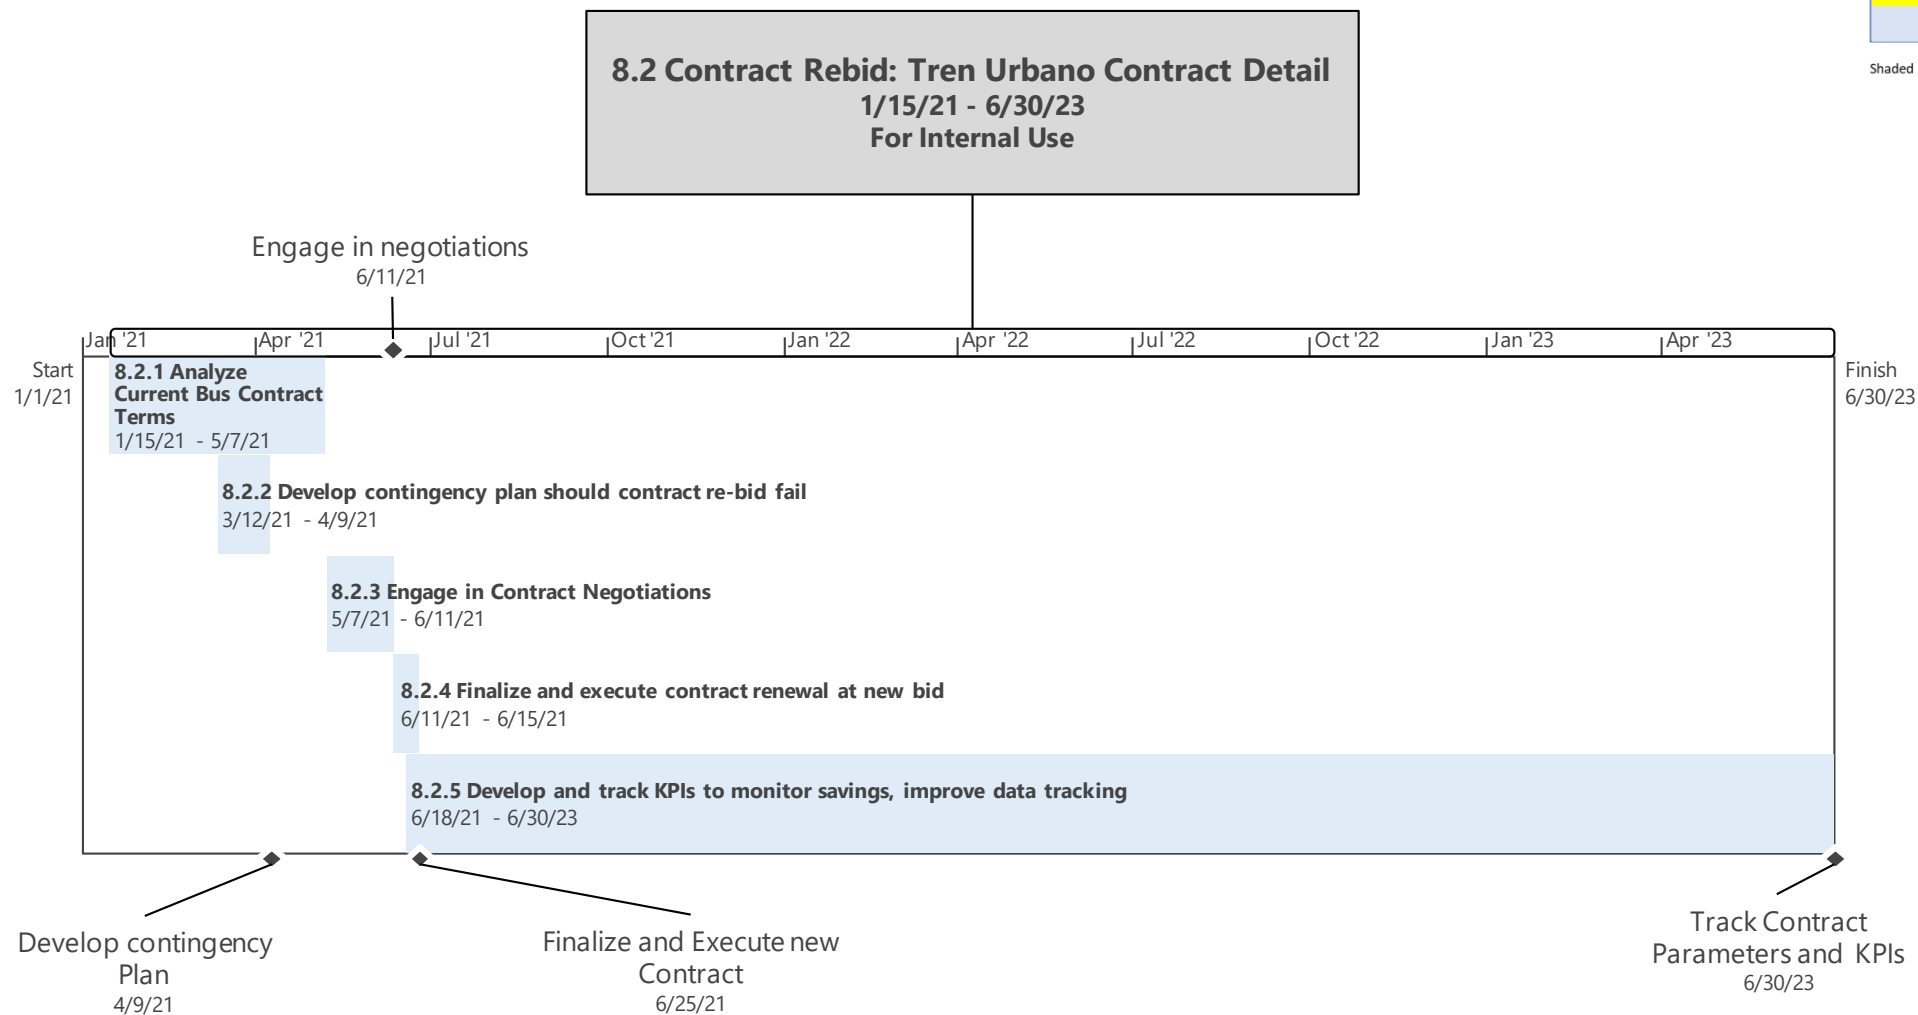 Shaded
8.2 Contract Rebid: Tren Urbano Contract Detail
1/15/21 - 6/30/23
For Internal Use
Engage in negotiations
6/11/21
Jan '21
Apr '21
Jul '21
Oct '21
Jan '22
Apr '22
Jul '22
Oct '22
Jan '23
Apr '23
Start
1/1/21
Finish
6/30/23
8.2.1 Analyze
Current Bus Contract
Terms
1/15/21 - 5/7/21
8.2.2 Develop contingency plan should contract re-bid fail
3/12/21 - 4/9/21
8.2.3 Engage in Contract Negotiations
5/7/21 - 6/11/21
8.2.4 Finalize and execute contract renewal at new bid
6/11/21 - 6/15/21
8.2.5 Develop and track KPIs to monitor savings, improve data tracking
6/18/21 - 6/30/23
Develop contingency
Plan
4/9/21
Finalize and Execute new
Contract
6/25/21
Track Contract
Parameters and KPIs
6/30/23